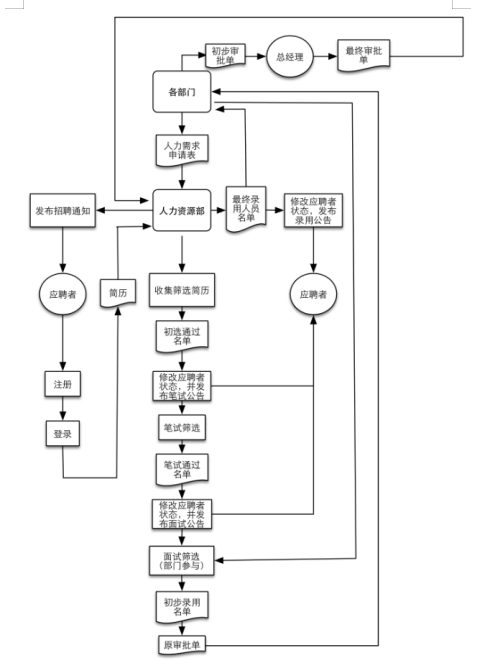 初步审
批单
总经理
最终审批
单
各部门
人力需求
申请表
发布招聘通知
人力资源部
最终录
用人员
名单
修改应聘者
状态，发布
录用公告
应聘者
简历
收集筛选简历
应聘者
初选通过
名单
注册
修改应聘者
状态，并发
布笔试公告
登录
笔试筛选
笔试通过
名单
修改应聘者
状态，并发
布面试公告
面试筛选
（部门参与）
初步录用
名单
原审批单